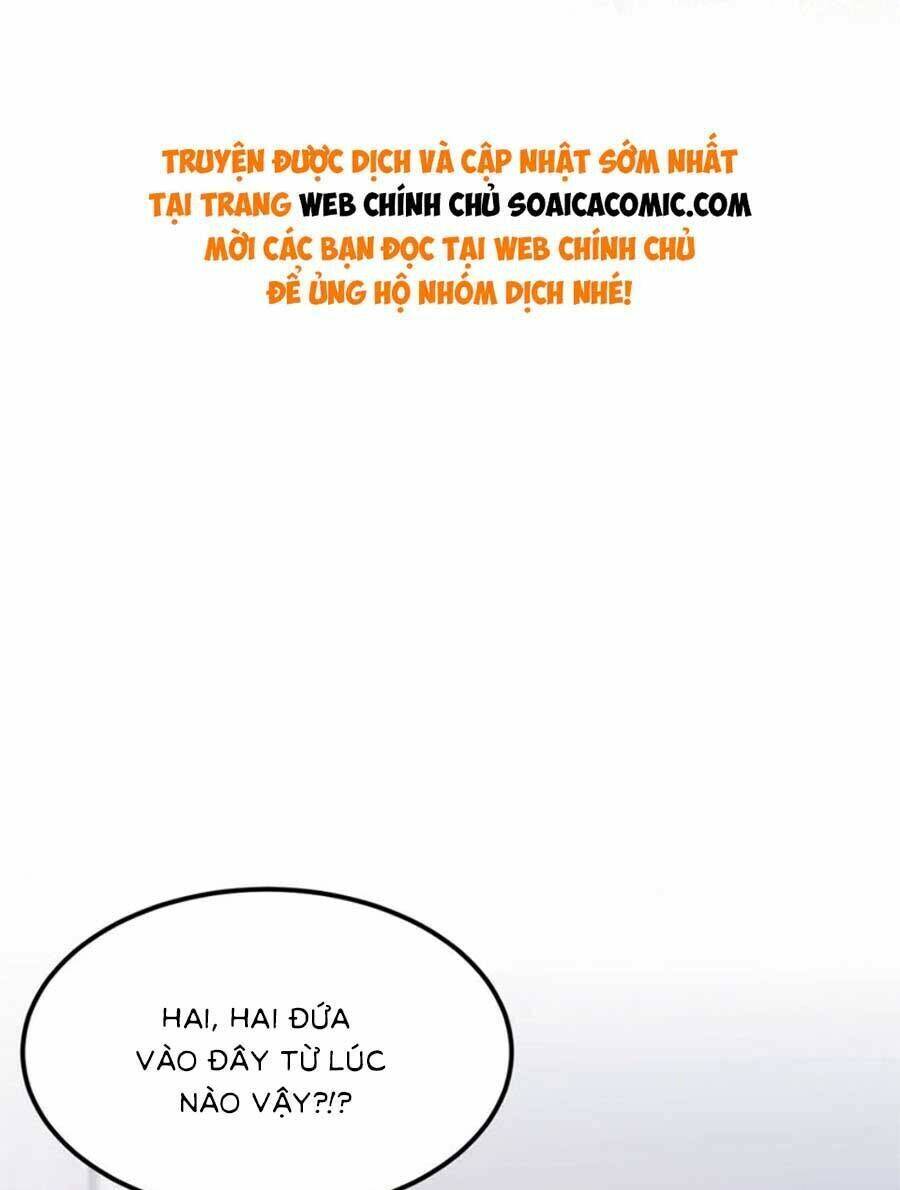 TRUYỆN ĐƯỢC DỊCH VÀ CẬP NHẬT SỚM NHẤT
TẠI TRANG WEB CHÍNH CHỦ SOAICACOMIC.COM
MỜI CÁC BẠN ĐỌC TẠI WEB CHÍNH CHỦ
ĐỂ ỦNG HỘ NHÓM DỊCH NHÉ!
HAI, HAI ĐỨA
VÀO ĐÂY TỪ LÚC
NÀO VẬY?!?